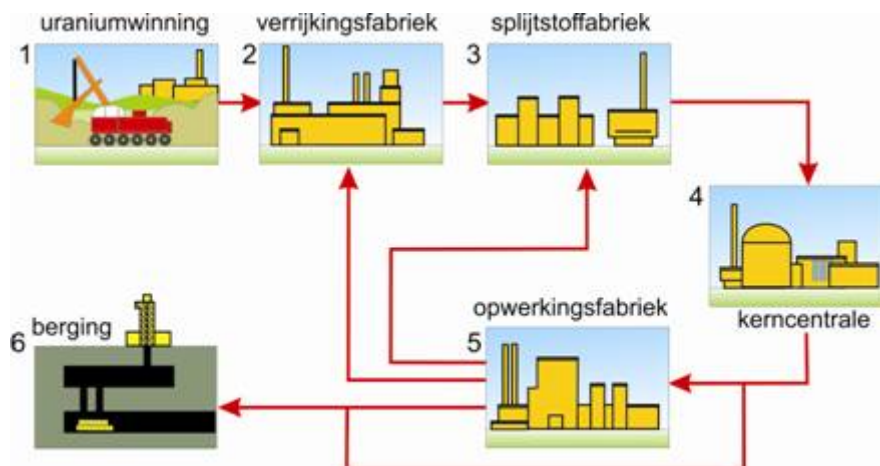 uraniumwinning
verrijkingsfabriek
splijtstoffabriek
1
2
3
4
kerncentrale
opwerkingsfabriek
5
berging
6